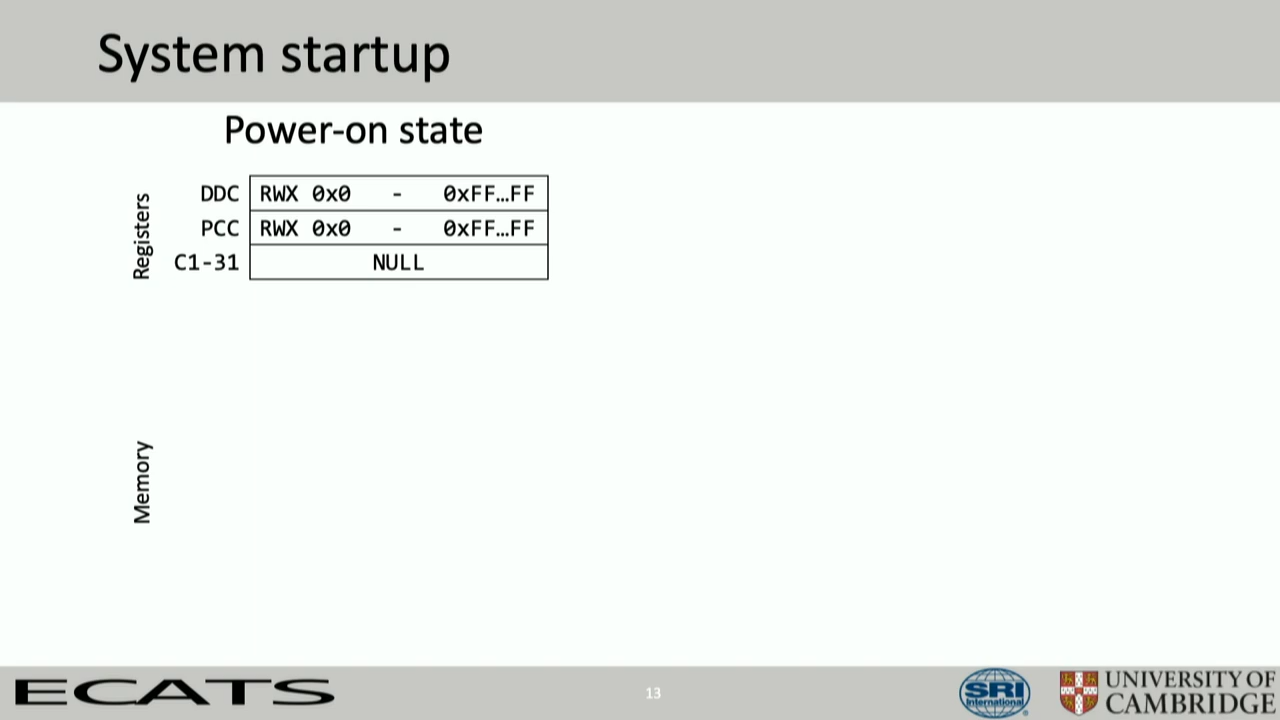 System startup
Power-on state
Registers
DDC RWX 0x0 - 0xFF…FF
PCC RWX 0x0 - 0xFF…FF
C1-31 NULL
Memory
ECATS
13
SRI
International
UNIVERSITY OF
CAMBRIDGE